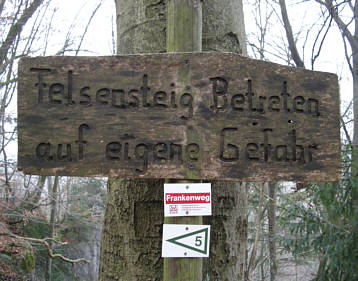 Felsensteig Betreten
auf eigene Gefahr
Frankenweg
5